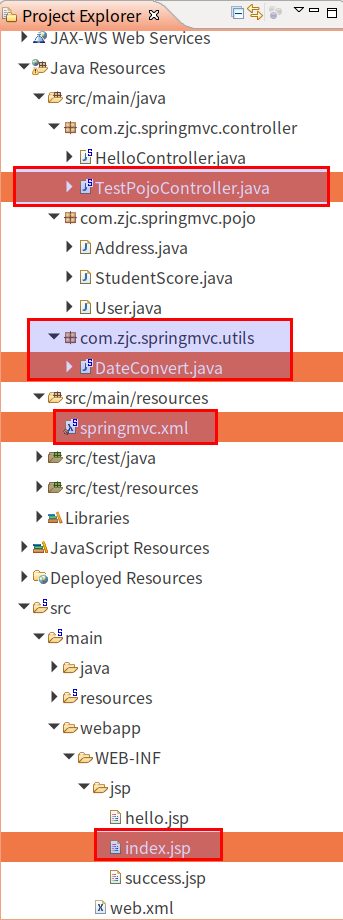 Project Explorer
JAX-WS Web Services
Java Resources
src/main/java
com.zjc.springmvc.controller
HelloController.java
TestPojoController.java
com.zjc.springmvc.pojo
Address.java
StudentScore.java
User.java
com.zjc.springmvc.utils
DateConvert.java
src/main/resources
springmvc.xml
src/test/java
src/test/resources
Libraries
JavaScript Resources
Deployed Resources
src
main
java
resources
webapp
WEB-INF
jsp
hello.jsp
index.jsp
success.jsp
web.xml